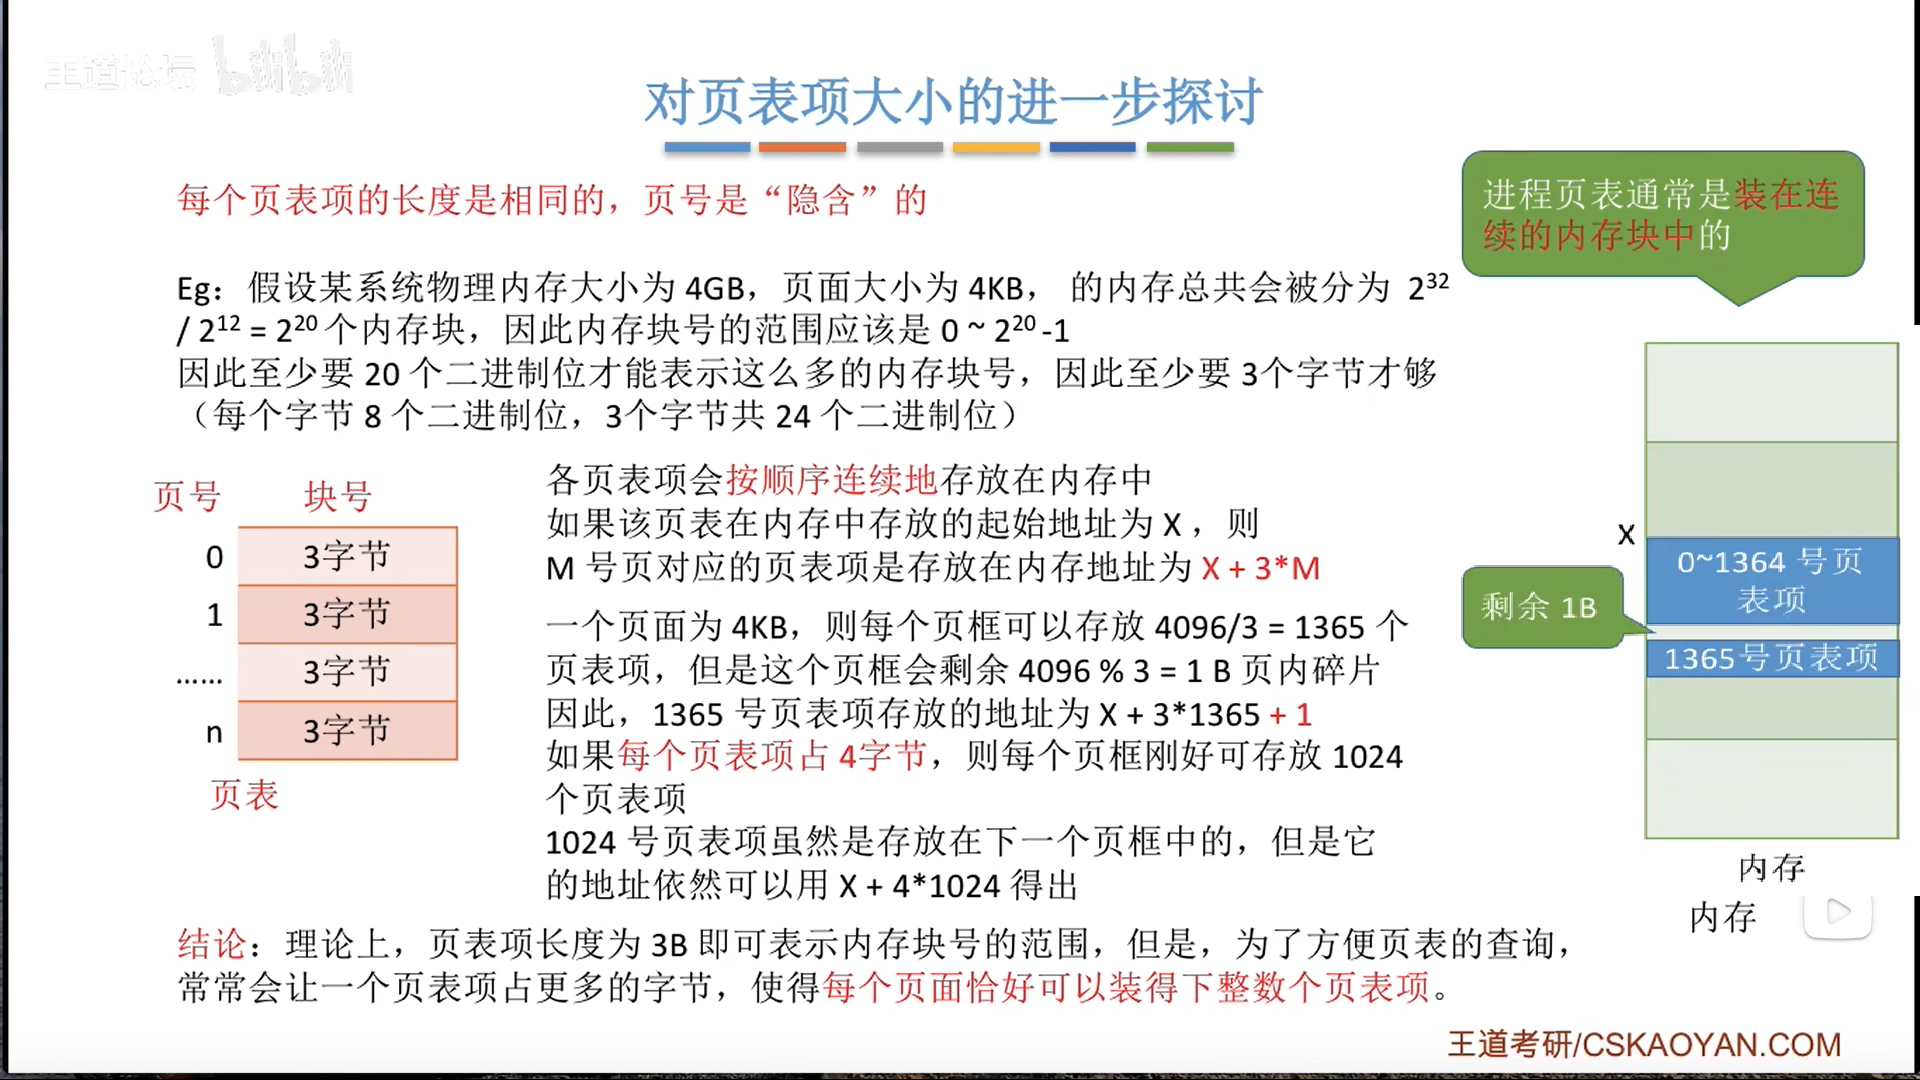 王道论坛 bilibili
对页表项大小的进一步探讨
每个页表项的长度是相同的，页号是“隐含”的
进程页表通常是装在连
续的内存块中的
Eg：假设某系统物理内存大小为 4GB，页面大小为 4KB， 的内存总共会被分为 2³²
/ 2¹² = 2²⁰ 个内存块，因此内存块号的范围应该是 0 ~ 2²⁰ -1
因此至少要 20 个二进制位才能表示这么多的内存块号，因此至少要 3个字节才够
（每个字节 8 个二进制位，3个字节共 24 个二进制位）
页号 块号
0 3字节
1 3字节
…… 3字节
n 3字节
页表
各页表项会按顺序连续地存放在内存中
如果该页表在内存中存放的起始地址为 X ，则
M 号页对应的页表项是存放在内存地址为 X + 3*M
一个页面为 4KB，则每个页框可以存放 4096/3 = 1365 个
页表项，但是这个页框会剩余 4096 % 3 = 1 B 页内碎片
因此，1365 号页表项存放的地址为 X + 3*1365 + 1
如果每个页表项占 4字节，则每个页框刚好可存放 1024
个页表项
1024 号页表项虽然是存放在下一个页框中的，但是它
的地址依然可以用 X + 4*1024 得出
X
0~1364 号页
表项
剩余 1B
1365号页表项
内存
内存
结论：理论上，页表项长度为 3B 即可表示内存块号的范围，但是，为了方便页表的查询，
常常会让一个页表项占更多的字节，使得每个页面恰好可以装得下整数个页表项。
王道考研/CSKAOYAN.COM